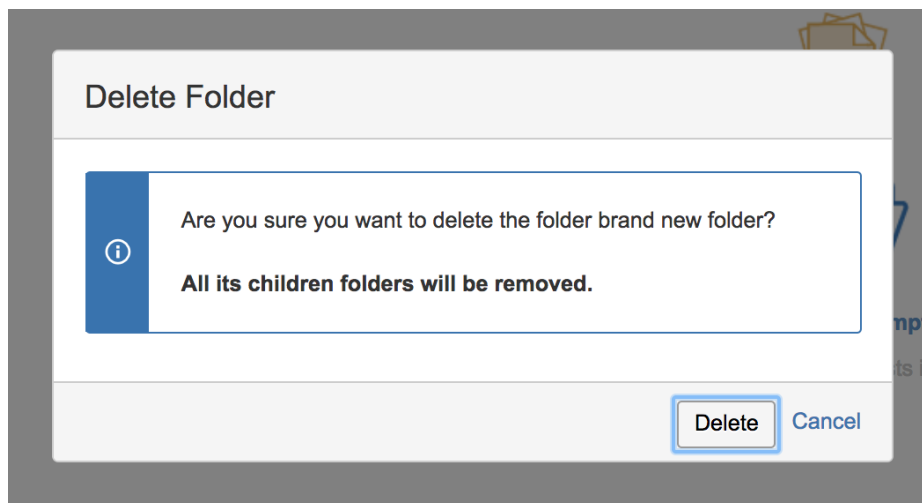 Delete Folder
Are you sure you want to delete the folder brand new folder?
All its children folders will be removed.
Delete
Cancel